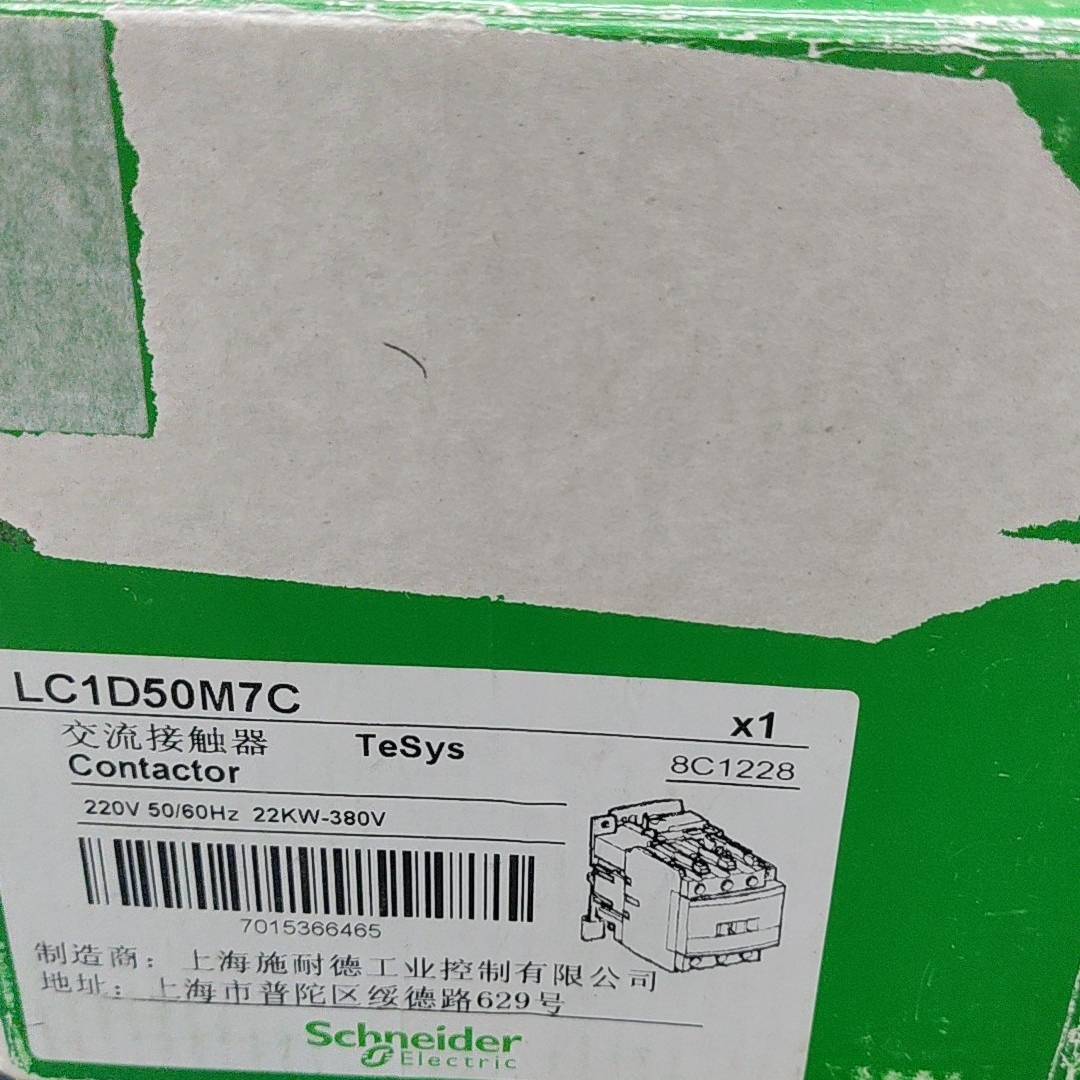 LC1D50M7C
x1
交流接触器 TeSys
Contactor
8C1228
220V 50/60Hz 22KW-380V
7015366465
制造商：上海施耐德工业控制有限公司
地址：上海市普陀区绥德路629号
Schneider
Electric